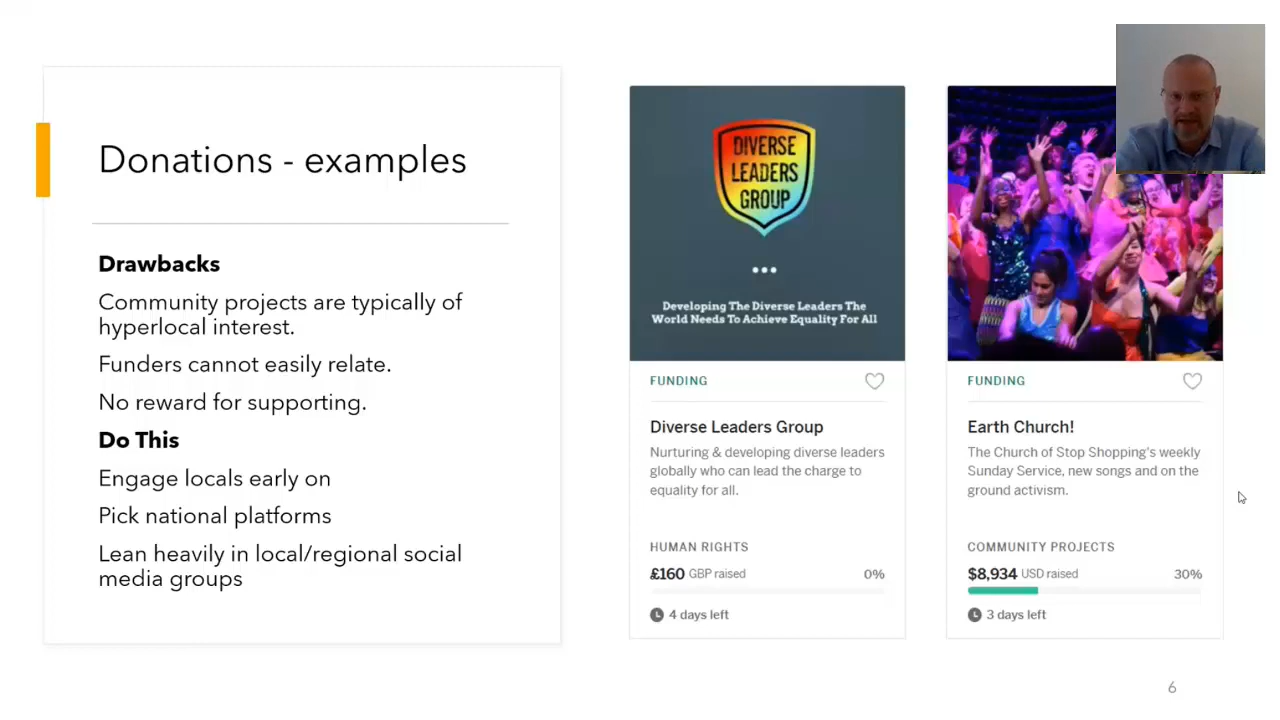 Donations - examples
Drawbacks
Community projects are typically of
hyperlocal interest.
Funders cannot easily relate.
No reward for supporting.
Do This
Engage locals early on
Pick national platforms
Lean heavily in local/regional social
media groups
DIVERSE
LEADERS
GROUP
Developing The Diverse Leaders The
World Needs To Achieve Equality For All
FUNDING
Diverse Leaders Group
Nurturing & developing diverse leaders
globally who can lead the charge to
equality for all.
HUMAN RIGHTS
£160 GBP raised 0%
4 days left
FUNDING
Earth Church!
The Church of Stop Shopping's weekly
Sunday Service, new songs and on the
ground activism.
COMMUNITY PROJECTS
$8,934 USD raised 30%
3 days left
6